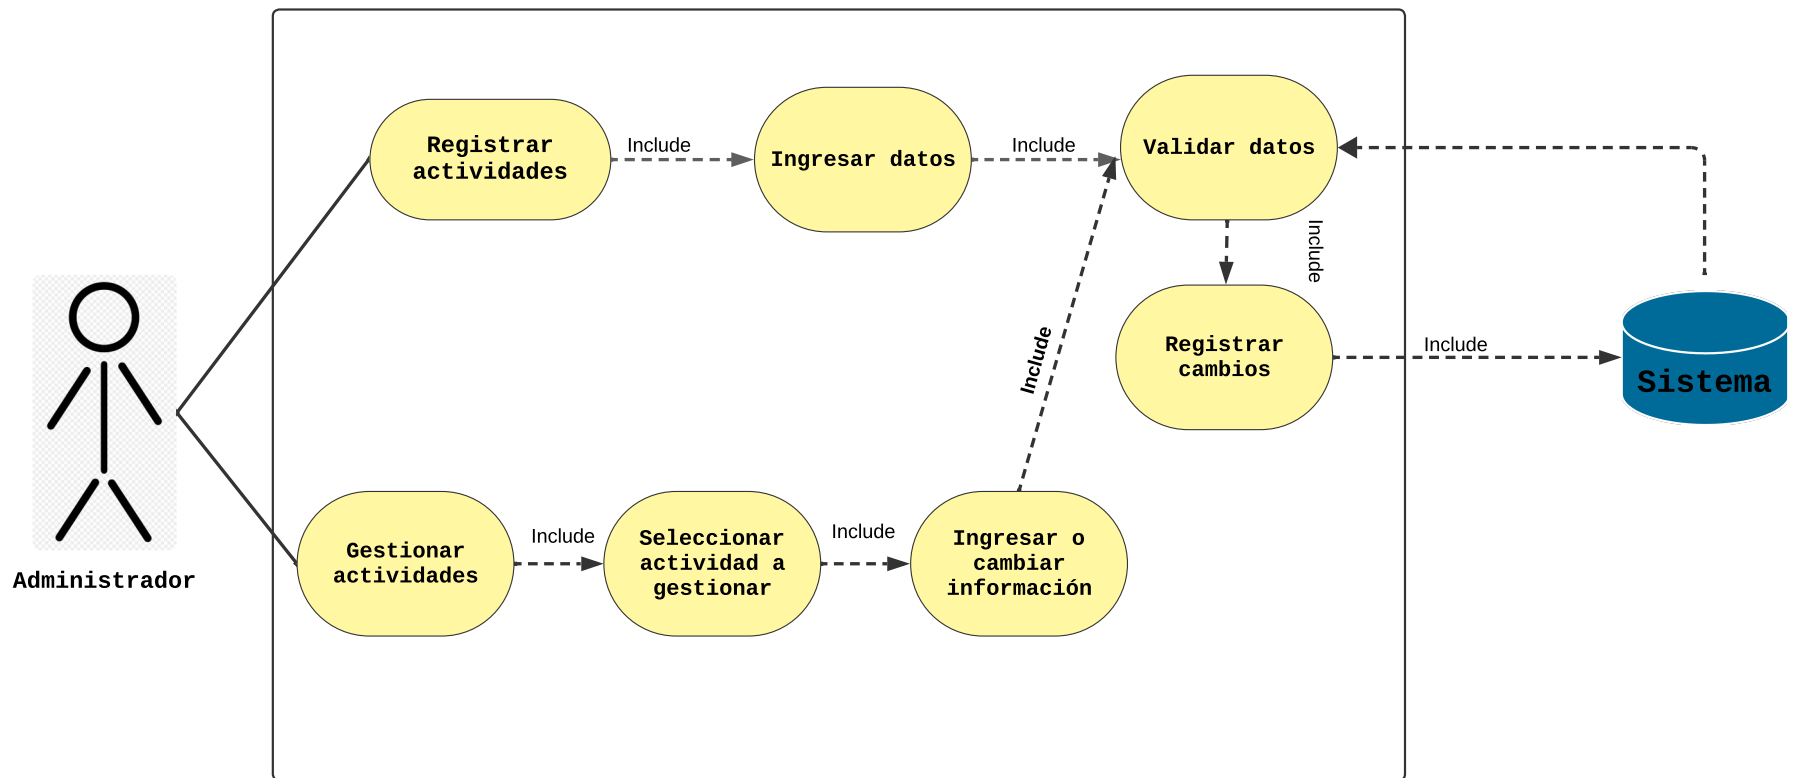 Registrar
actividades
Include
Ingresar datos
Include
Validar datos
Include
Registrar
cambios
Include
Sistema
Include
Administrador
Gestionar
actividades
Include
Seleccionar
actividad a
gestionar
Include
Ingresar o
cambiar
información